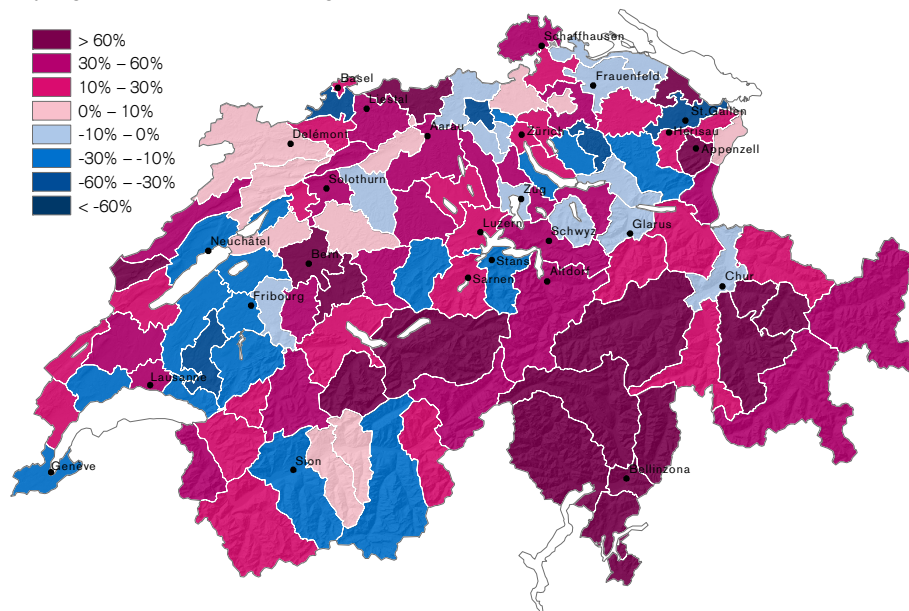 > 60%
30% – 60%
10% – 30%
0% – 10%
-10% – 0%
-30% – -10%
-60% – -30%
< -60%
Schaffhausen
Basel
Frauenfeld
Liestal
St.Gallen
Aarau
Zürich
Herisau
Delémont
Appenzell
Solothurn
Zug
Luzern
Glarus
Schwyz
Neuchâtel
Bern
Stans
Sarnen
Altdorf
Chur
Fribourg
Lausanne
Sion
Genève
Bellinzona